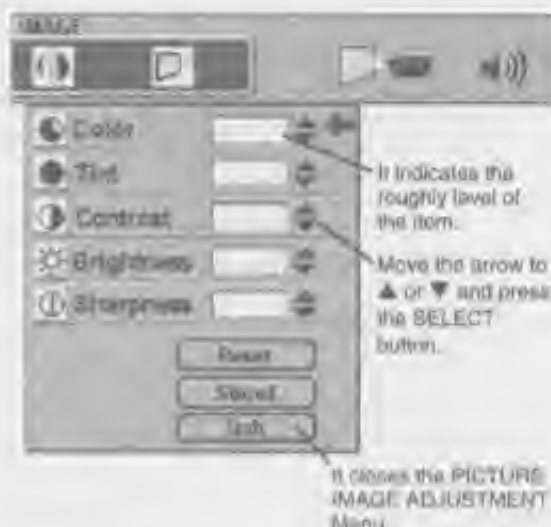 IMAGE
Color
Tint
Contrast
Brightness
Sharpness
Reset
Stored
It indicates the
roughly level of
the item.
Move the arrow to
▲ or ▼ and press
the SELECT
button.
It closes the PICTURE
IMAGE ADJUSTMENT
Menu.